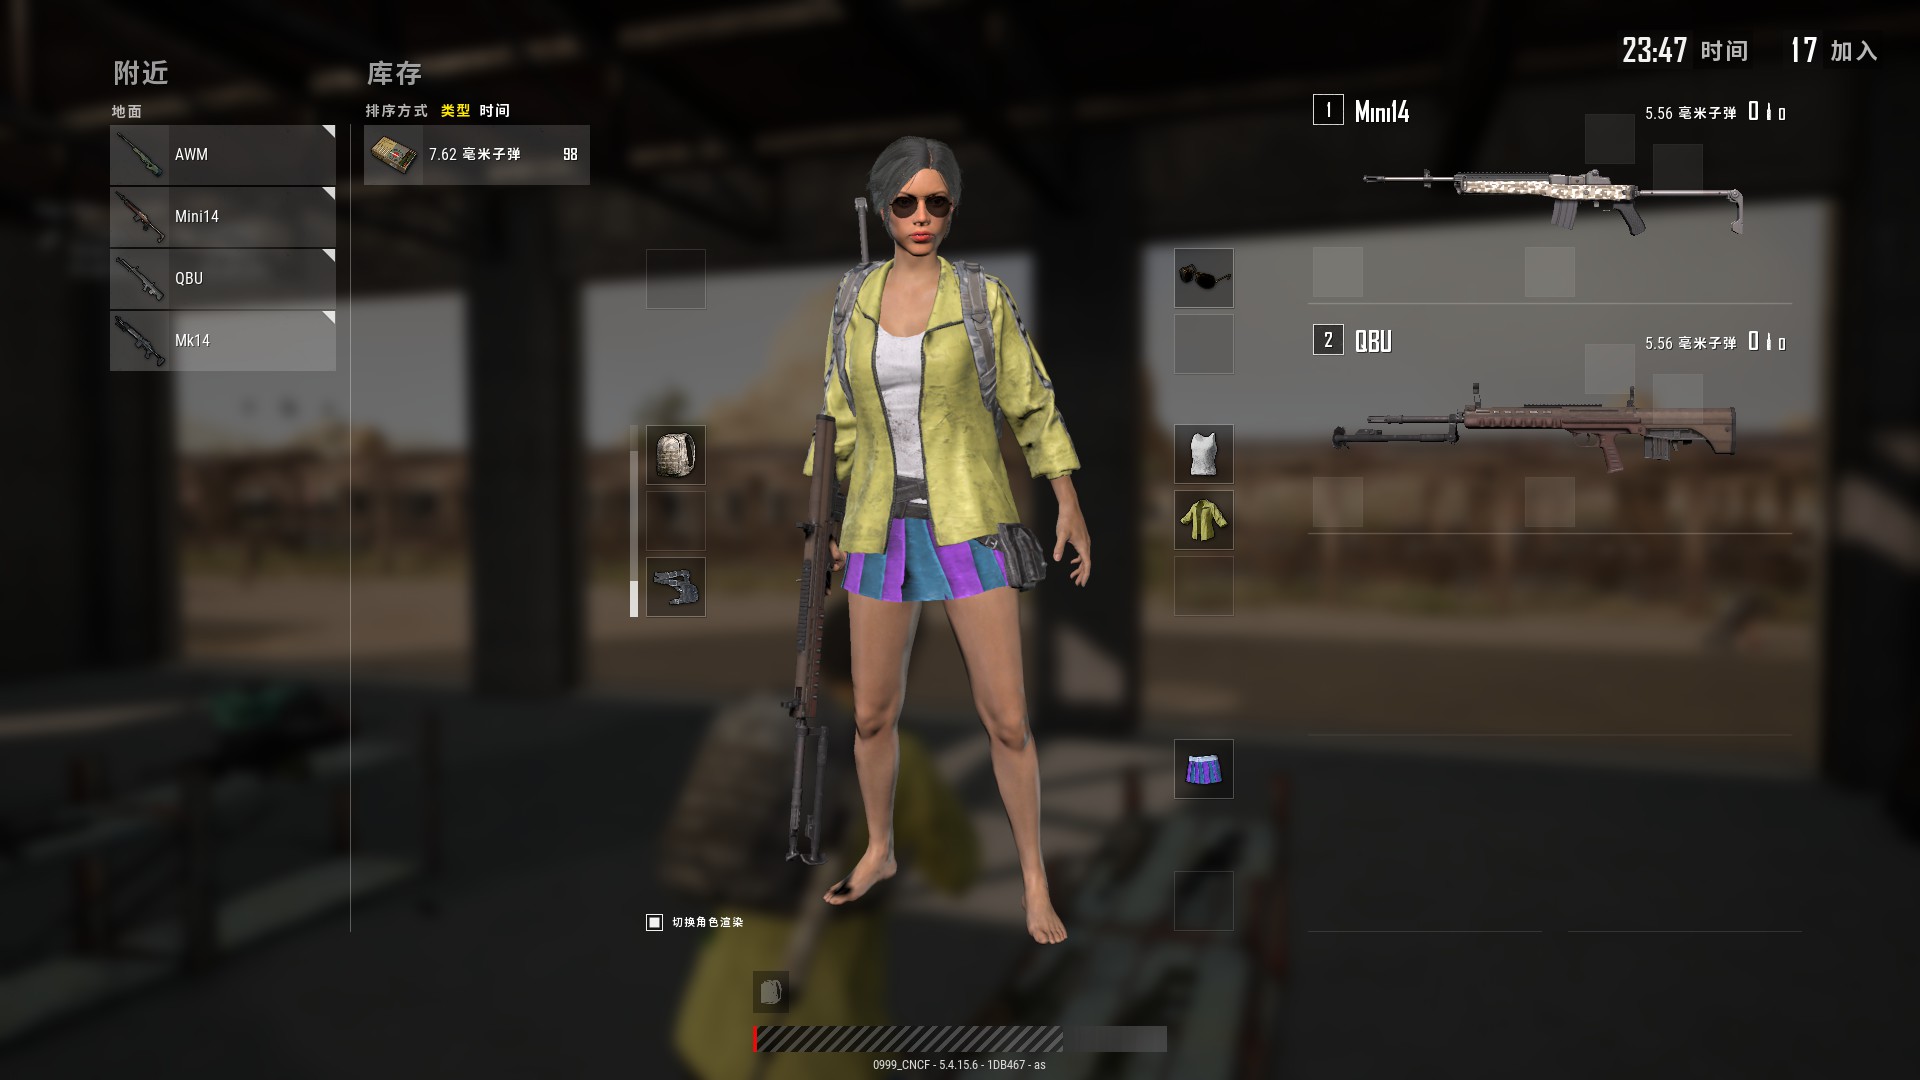 23:47 时间 17 加入
附近
地面
AWM
Mini14
QBU
Mk14
库存
排序方式 类型 时间
7.62 毫米子弹 98
1 Mini14 5.56 毫米子弹 0 0
2 QBU 5.56 毫米子弹 0 0
切换角色渲染
0999_CNCF - 5.4.15.6 - 1DB467 - as